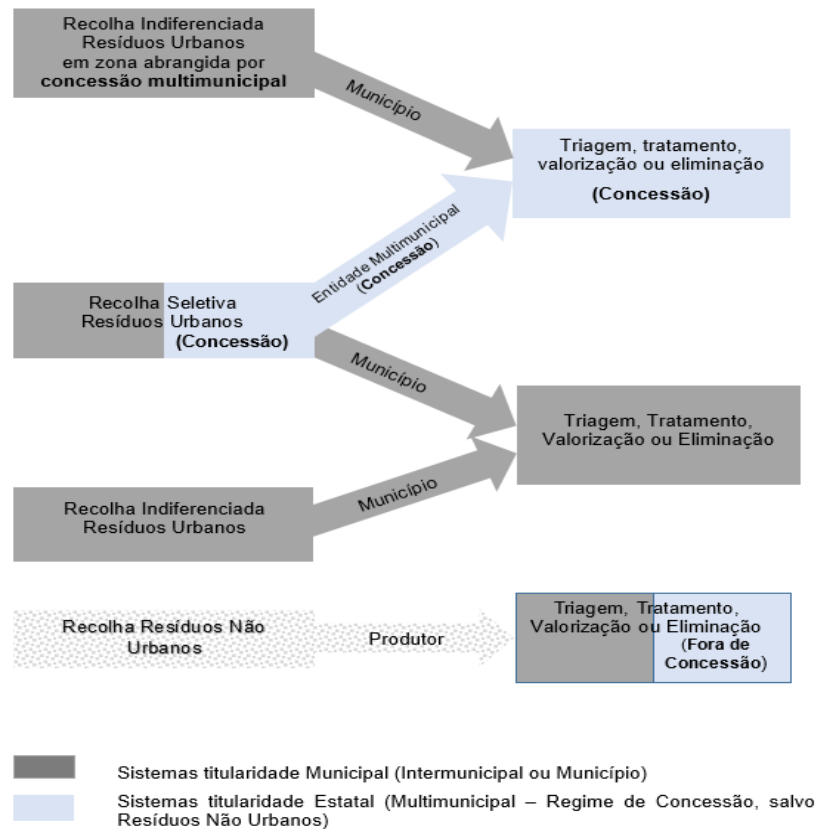 Recolha Indiferenciada
Resíduos Urbanos
em zona abrangida por
concessão multimunicipal
Município
Triagem, tratamento,
valorização ou eliminação
(Concessão)
Entidade Multimunicipal
(Concessão)
Recolha Seletiva
Resíduos Urbanos
(Concessão)
Município
Triagem, Tratamento,
Valorização ou Eliminação
Recolha Indiferenciada
Resíduos Urbanos
Município
Recolha Resíduos Não
Urbanos
Produtor
Triagem, Tratamento,
Valorização ou Eliminação
(Fora de
Concessão)
Sistemas titularidade Municipal (Intermunicipal ou Município)
Sistemas titularidade Estatal (Multimunicipal – Regime de Concessão, salvo
Resíduos Não Urbanos)